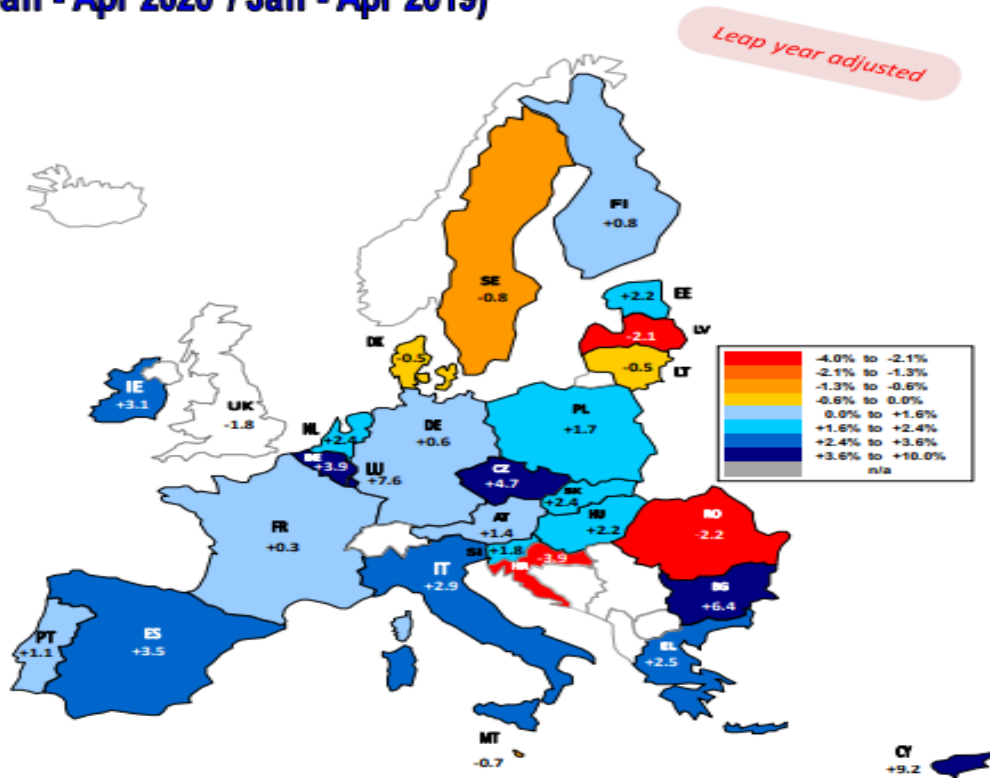 an - Apr 2020 / Jan - Apr 2019)
Leap year adjusted
FI
+0.8
SE
-0.8
+2.2 EE
-2.1 LV
-0.5 LT
DK
-0.5
IE
+3.1
UK
-1.8
NL
+2.4
BE
+3.9
LU
+7.6
DE
+0.6
PL
+1.7
CZ
+4.7
SK
+2.4
AT
+1.4
HU
+2.2
SI +1.8
HR -3.9
RO
-2.2
BG
+6.4
FR
+0.3
IT
+2.9
PT
+1.1
ES
+3.5
EL
+2.5
MT
-0.7
CY
+9.2
-4.0% to -2.1%
-2.1% to -1.3%
-1.3% to -0.6%
-0.6% to 0.0%
0.0% to +1.6%
+1.6% to +2.4%
+2.4% to +3.6%
+3.6% to +10.0%
n/a